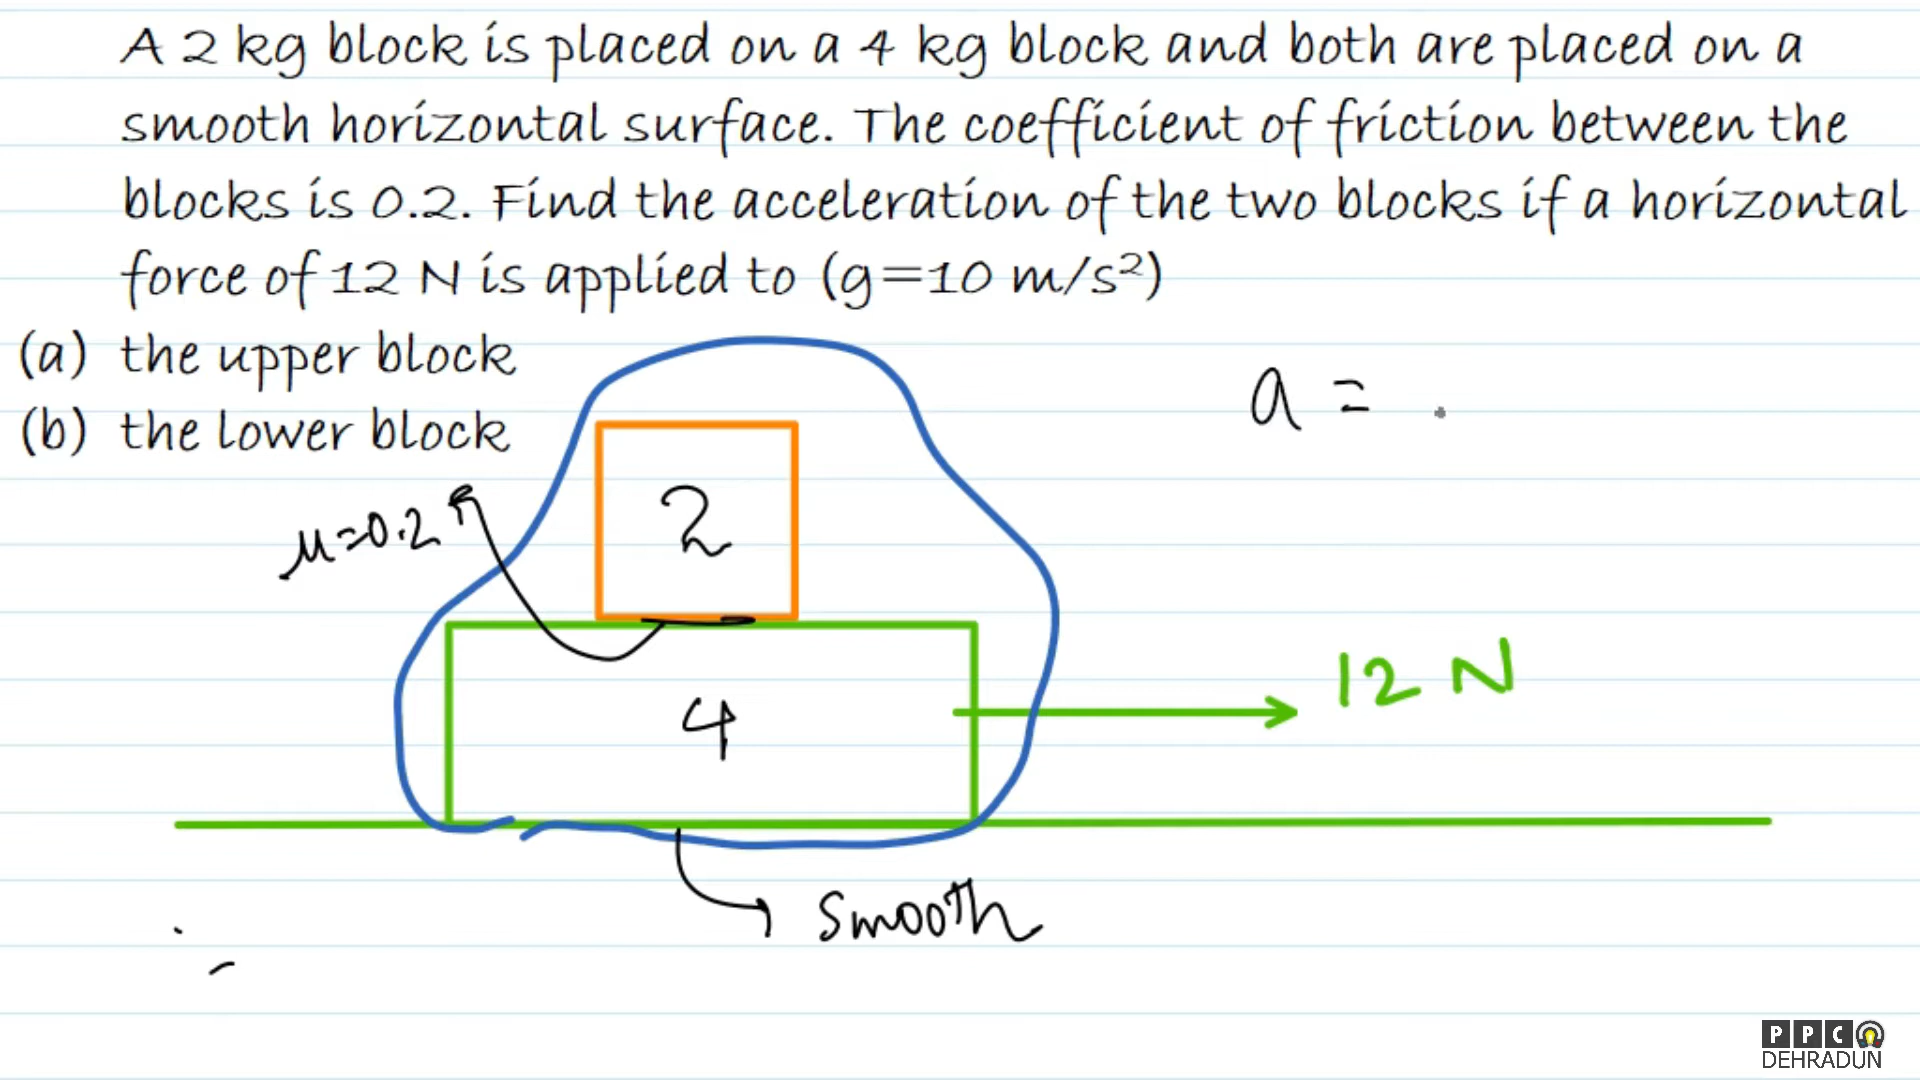 A 2 kg block is placed on a 4 kg block and both are placed on a
smooth horizontal surface. The coefficient of friction between the
blocks is 0.2. Find the acceleration of the two blocks if a horizontal
force of 12 N is applied to (g=10 m/s²)
(a) the upper block
(b) the lower block
a =
μ=0.2
2
4
12 N
smooth
PPC
DEHRADUN